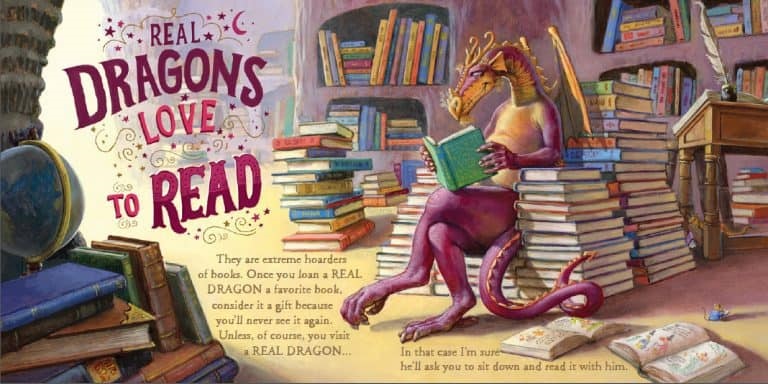 REAL
DRAGONS
LOVE
TO READ
They are extreme hoarders
of books. Once you loan a REAL
DRAGON a favorite book,
consider it a gift because
you'll never see it again.
Unless, of course, you visit
a REAL DRAGON...
In that case I'm sure
he'll ask you to sit down and read it with him.